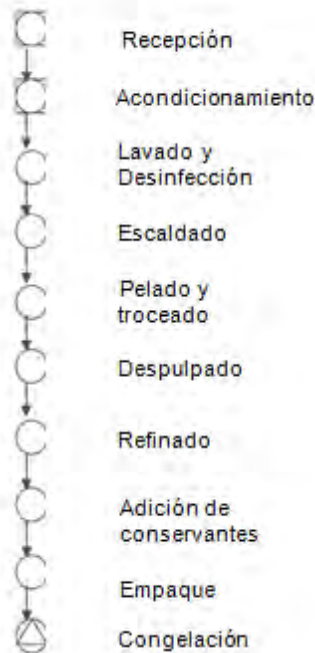 Recepción
Acondicionamiento
Lavado y
Desinfección
Escaldado
Pelado y
troceado
Despulpado
Refinado
Adición de
conservantes
Empaque
Congelación